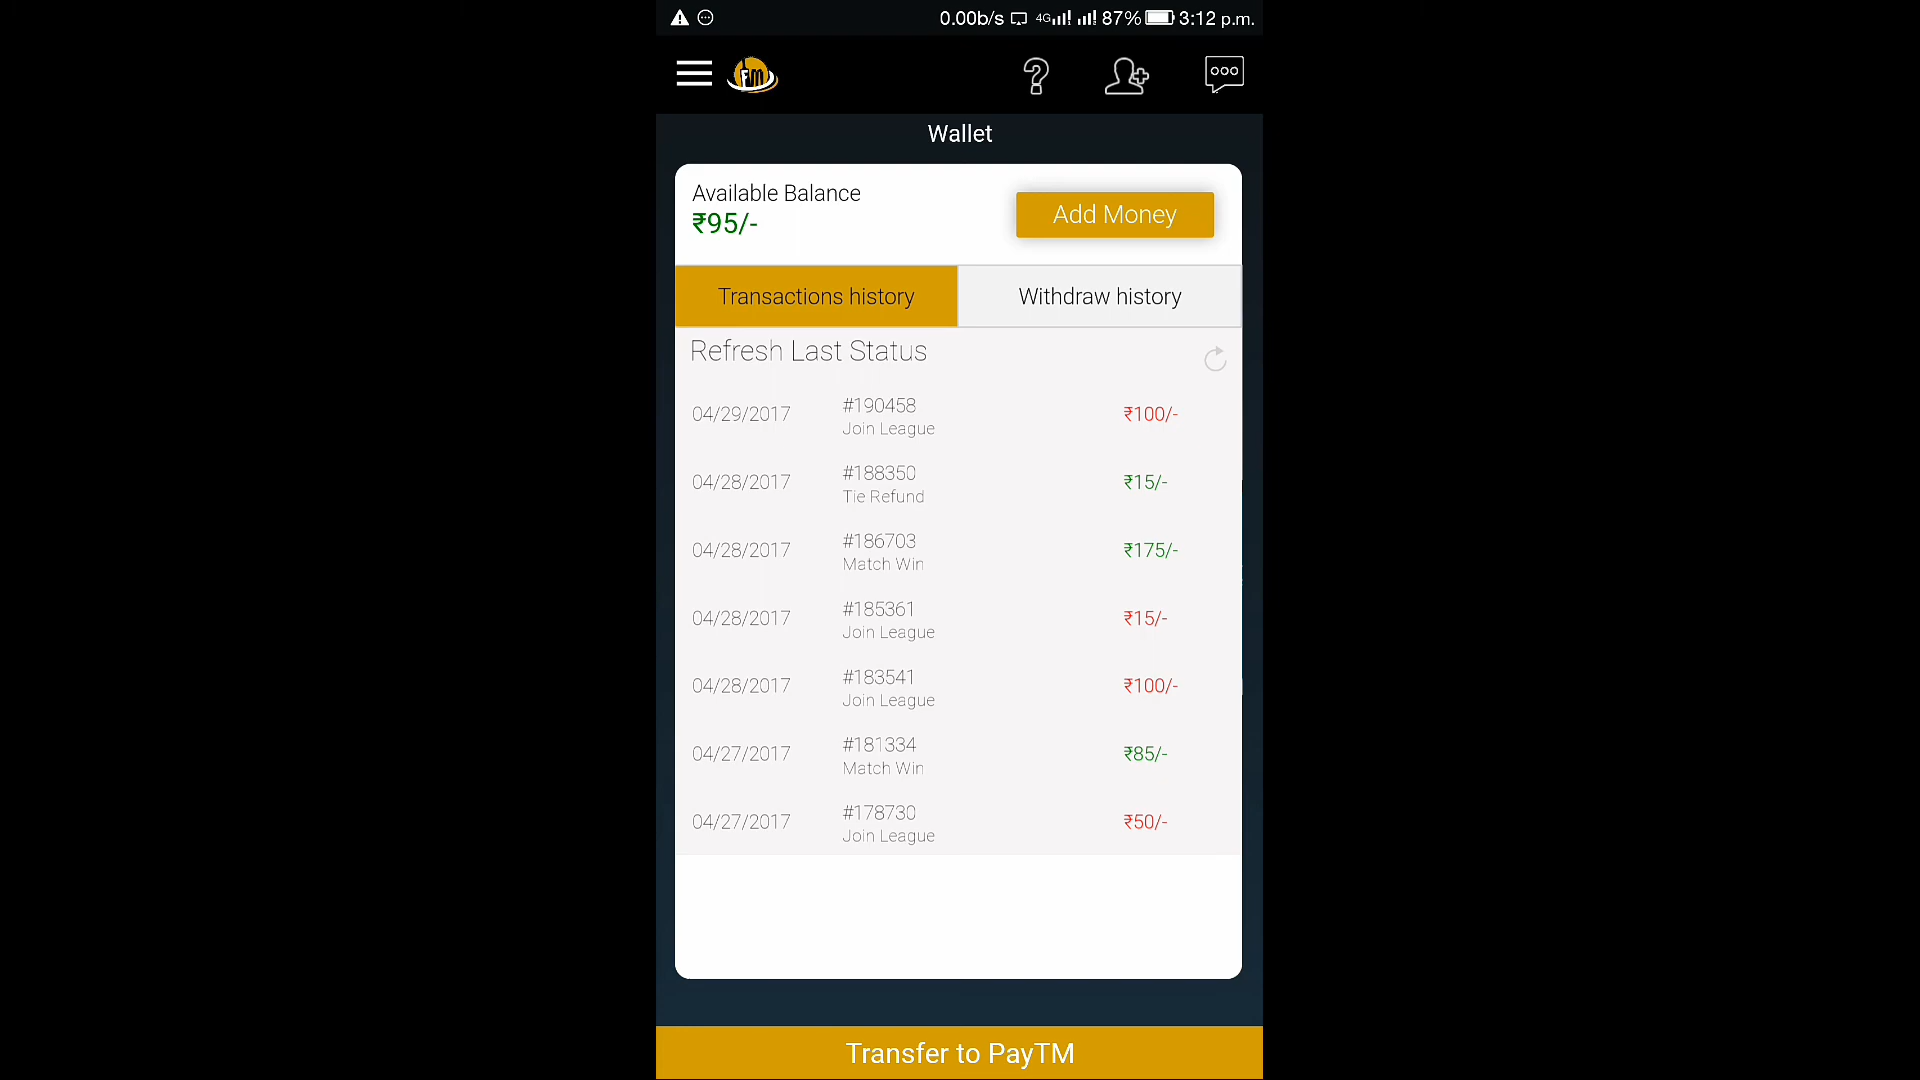 0.00b/s 4G 87% 3:12 p.m.
FM
Wallet
Available Balance
₹95/-
Add Money
Transactions history
Withdraw history
Refresh Last Status
04/29/2017 #190458 ₹100/-
Join League
04/28/2017 #188350 ₹15/-
Tie Refund
04/28/2017 #186703 ₹175/-
Match Win
04/28/2017 #185361 ₹15/-
Join League
04/28/2017 #183541 ₹100/-
Join League
04/27/2017 #181334 ₹85/-
Match Win
04/27/2017 #178730 ₹50/-
Join League
Transfer to PayTM